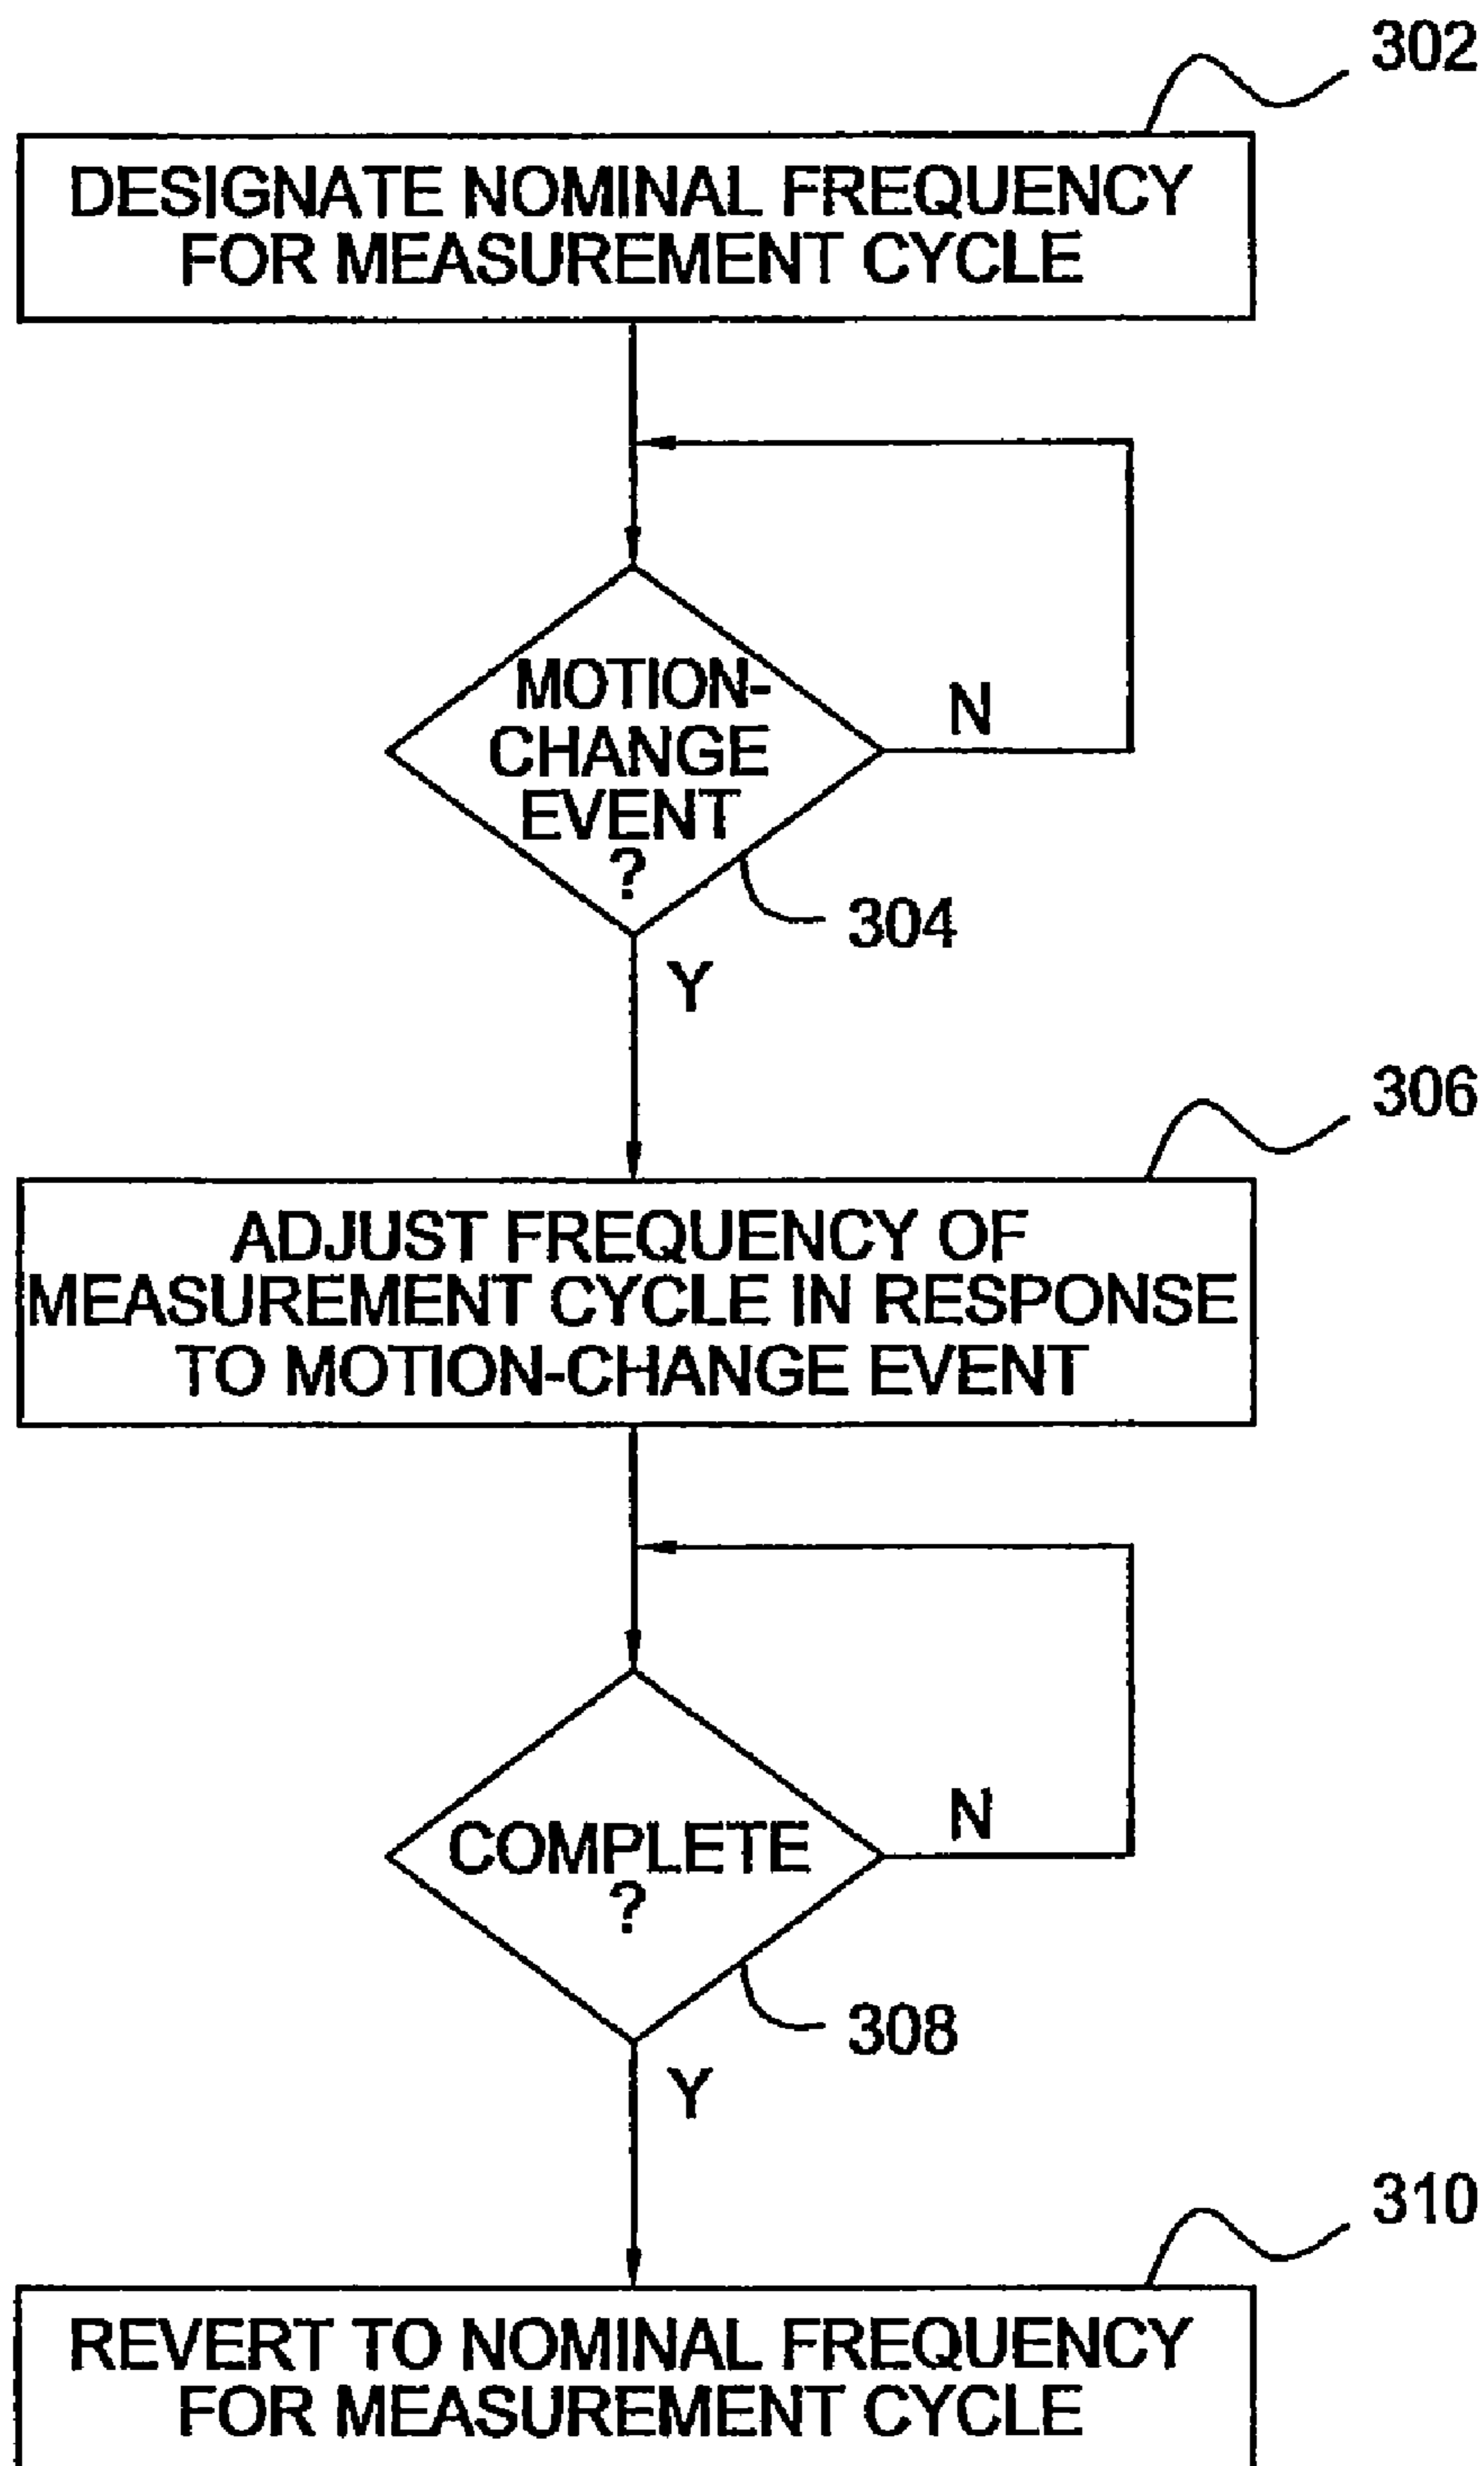 302
DESIGNATE NOMINAL FREQUENCY
FOR MEASUREMENT CYCLE
MOTION-
CHANGE
EVENT
?
N
304
Y
306
ADJUST FREQUENCY OF
MEASUREMENT CYCLE IN RESPONSE
TO MOTION-CHANGE EVENT
COMPLETE
?
N
308
Y
310
REVERT TO NOMINAL FREQUENCY
FOR MEASUREMENT CYCLE